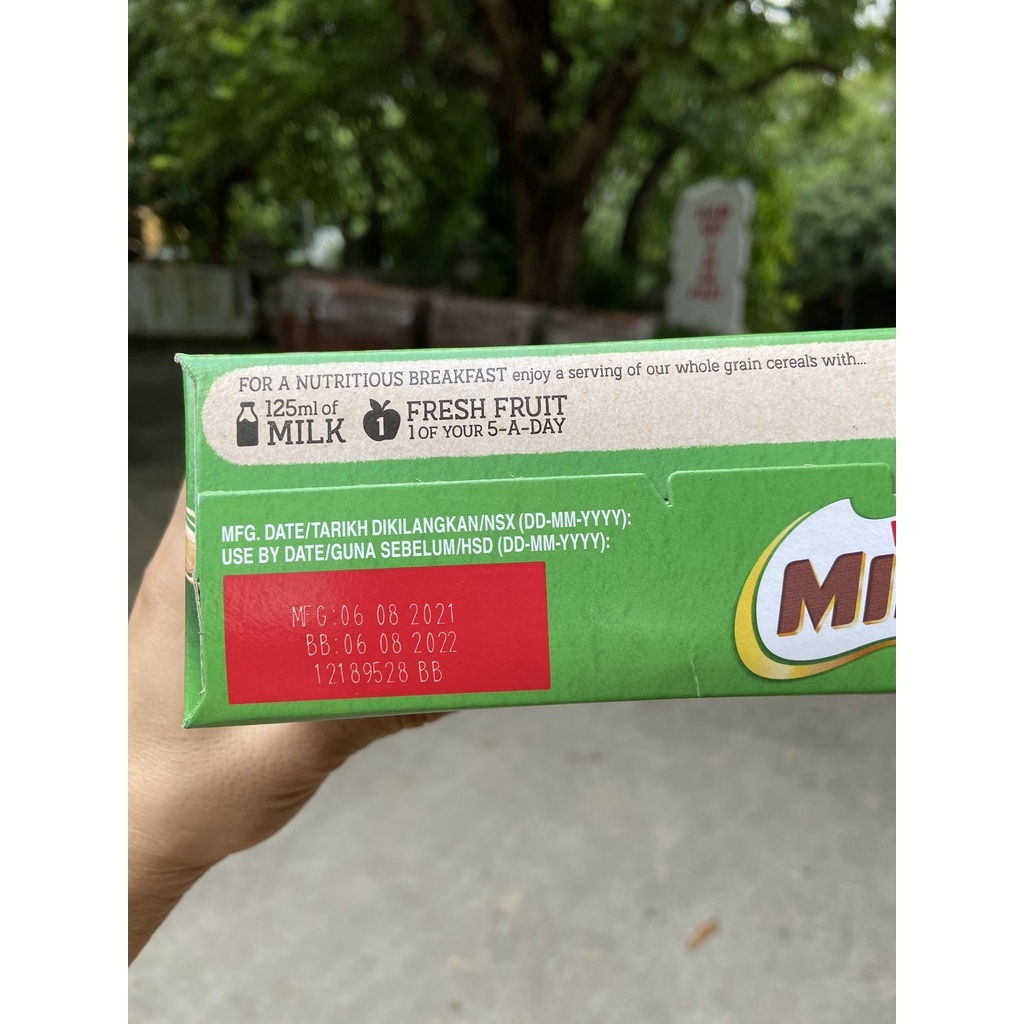 FOR A NUTRITIOUS BREAKFAST enjoy a serving of our whole grain cereals with...
125ml of
MILK
1
FRESH FRUIT
1 OF YOUR 5-A-DAY
MFG. DATE/TARIKH DIKILANGKAN/NSX (DD-MM-YYYY):
USE BY DATE/GUNA SEBELUM/HSD (DD-MM-YYYY):
MFG:06 08 2021
BB:06 08 2022
12189528 BB